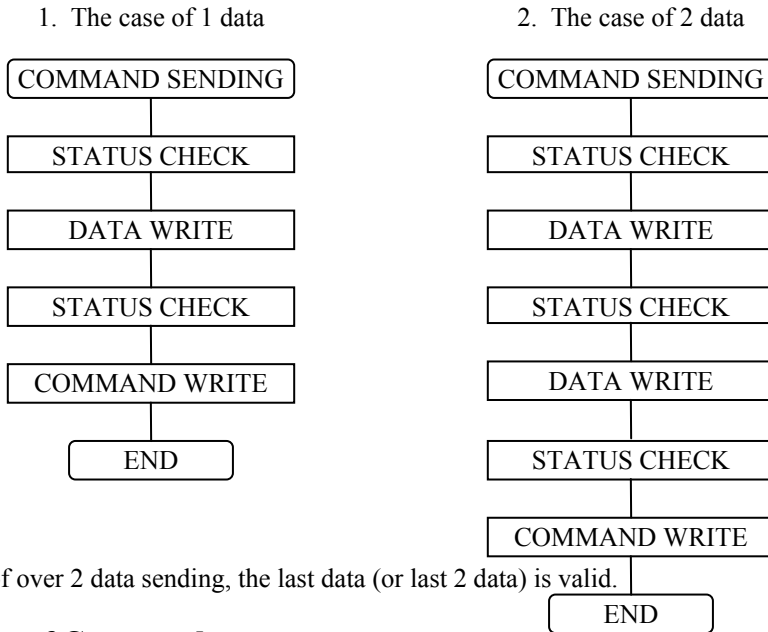 1. The case of 1 data
COMMAND SENDING
STATUS CHECK
DATA WRITE
STATUS CHECK
COMMAND WRITE
END
2. The case of 2 data
COMMAND SENDING
STATUS CHECK
DATA WRITE
STATUS CHECK
DATA WRITE
STATUS CHECK
COMMAND WRITE
END
f over 2 data sending, the last data (or last 2 data) is valid.